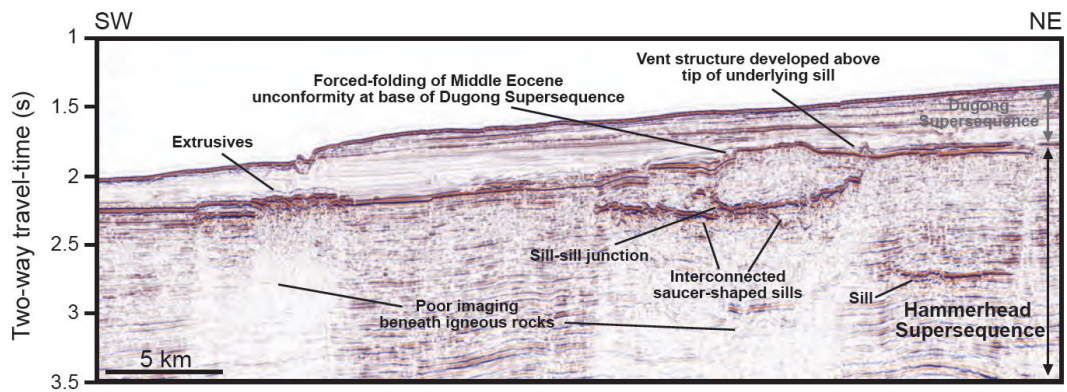 SW
NE
1
1.5
2
2.5
3
3.5
Two-way travel-time (s)
Forced-folding of Middle Eocene
unconformity at base of Dugong Supersequence
Vent structure developed above
tip of underlying sill
Dugong
Supersequence
Extrusives
Sill-sill junction
Interconnected
saucer-shaped sills
Sill
Poor imaging
beneath igneous rocks
Hammerhead
Supersequence
5 km